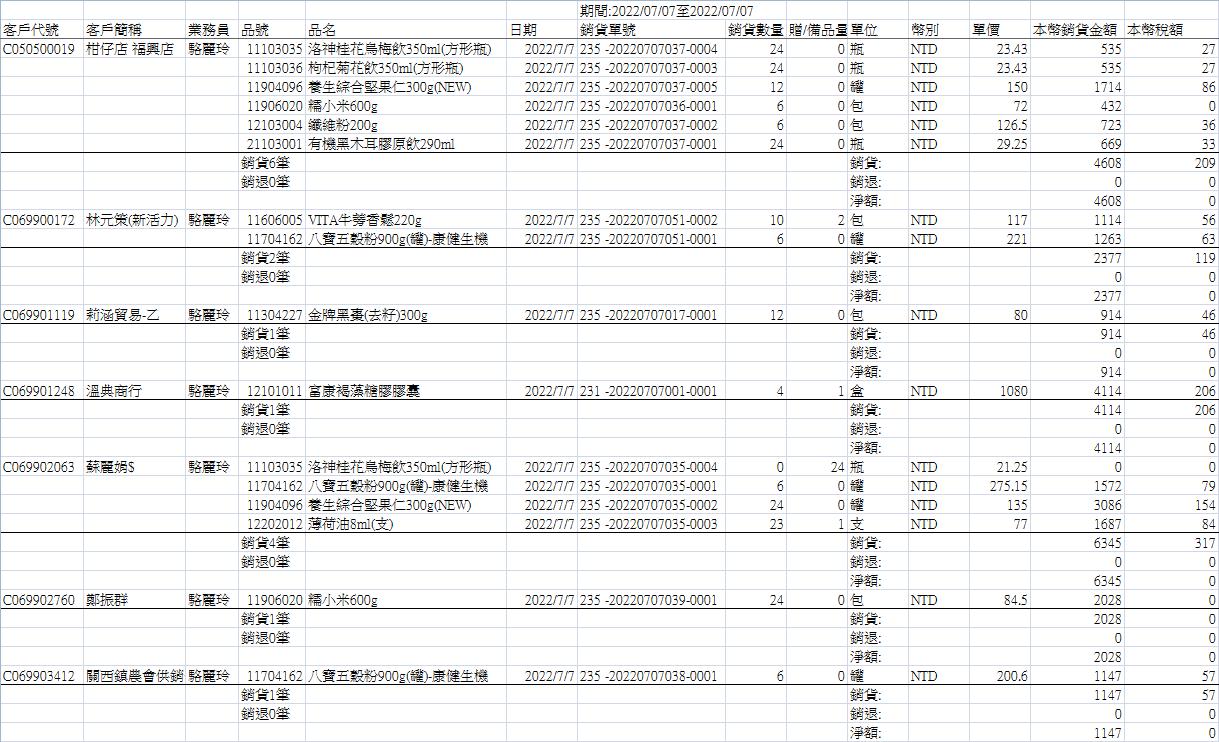 期間:2022/07/07至2022/07/07
客戶代號 客戶簡稱 業務員 品號 品名 日期 銷貨單號 銷貨數量 贈/備品量 單位 幣別 單價 本幣銷貨金額 本幣稅額
C050500019 柑仔店 福興店 駱麗玲 11103035 洛神桂花烏梅飲350ml(方形瓶) 2022/7/7 235 -20220707037-0004 24 0 瓶 NTD 23.43 535 27
11103036 枸杞菊花飲350ml(方形瓶) 2022/7/7 235 -20220707037-0003 24 0 瓶 NTD 23.43 535 27
11904096 養生綜合堅果仁300g(NEW) 2022/7/7 235 -20220707037-0005 12 0 罐 NTD 150 1714 86
11906020 糯小米600g 2022/7/7 235 -20220707036-0001 6 0 包 NTD 72 432 0
12103004 纖維粉200g 2022/7/7 235 -20220707037-0002 6 0 包 NTD 126.5 723 36
21103001 有機黑木耳膠原飲290ml 2022/7/7 235 -20220707037-0001 24 0 瓶 NTD 29.25 669 33
銷貨6筆 銷貨: 4608 209
銷退0筆 銷退: 0 0
淨額: 4608 0
C069900172 林元策(新活力) 駱麗玲 11606005 VITA牛蒡香鬆220g 2022/7/7 235 -20220707051-0002 10 2 包 NTD 117 1114 56
11704162 八寶五穀粉900g(罐)-康健生機 2022/7/7 235 -20220707051-0001 6 0 罐 NTD 221 1263 63
銷貨2筆 銷貨: 2377 119
銷退0筆 銷退: 0 0
淨額: 2377 0
C069901119 莉涵貿易-乙 駱麗玲 11304227 金牌黑棗(去籽)300g 2022/7/7 235 -20220707017-0001 12 0 包 NTD 80 914 46
銷貨1筆 銷貨: 914 46
銷退0筆 銷退: 0 0
淨額: 914 0
C069901248 溫典商行 駱麗玲 12101011 富康褐藻糖膠膠囊 2022/7/7 231 -20220707001-0001 4 1 盒 NTD 1080 4114 206
銷貨1筆 銷貨: 4114 206
銷退0筆 銷退: 0 0
淨額: 4114 0
C069902063 蘇麗娟$ 駱麗玲 11103035 洛神桂花烏梅飲350ml(方形瓶) 2022/7/7 235 -20220707035-0004 0 24 瓶 NTD 21.25 0 0
11704162 八寶五穀粉900g(罐)-康健生機 2022/7/7 235 -20220707035-0001 6 0 罐 NTD 275.15 1572 79
11904096 養生綜合堅果仁300g(NEW) 2022/7/7 235 -20220707035-0002 24 0 罐 NTD 135 3086 154
12202012 薄荷油8ml(支) 2022/7/7 235 -20220707035-0003 23 1 支 NTD 77 1687 84
銷貨4筆 銷貨: 6345 317
銷退0筆 銷退: 0 0
淨額: 6345 0
C069902760 鄭振群 駱麗玲 11906020 糯小米600g 2022/7/7 235 -20220707039-0001 24 0 包 NTD 84.5 2028 0
銷貨1筆 銷貨: 2028 0
銷退0筆 銷退: 0 0
淨額: 2028 0
C069903412 關西鎮農會供銷 駱麗玲 11704162 八寶五穀粉900g(罐)-康健生機 2022/7/7 235 -20220707038-0001 6 0 罐 NTD 200.6 1147 57
銷貨1筆 銷貨: 1147 57
銷退0筆 銷退: 0 0
淨額: 1147 0